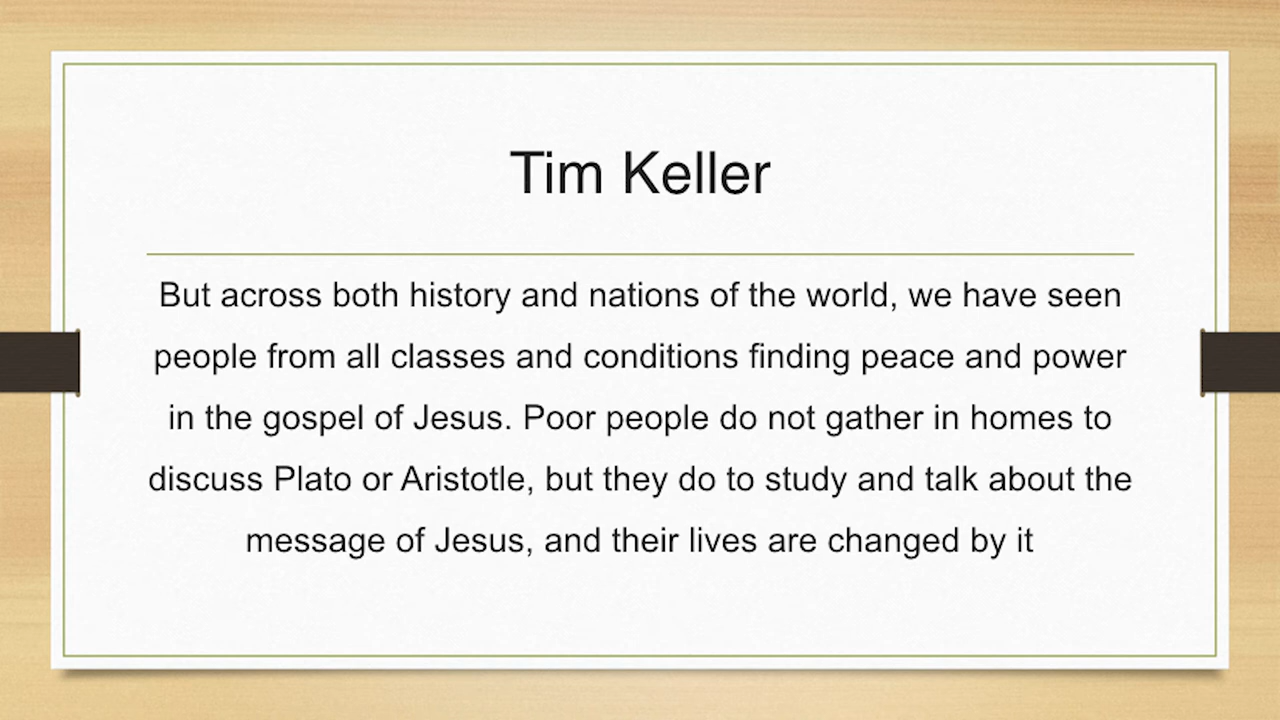 Tim Keller
But across both history and nations of the world, we have seen
people from all classes and conditions finding peace and power
in the gospel of Jesus. Poor people do not gather in homes to
discuss Plato or Aristotle, but they do to study and talk about the
message of Jesus, and their lives are changed by it